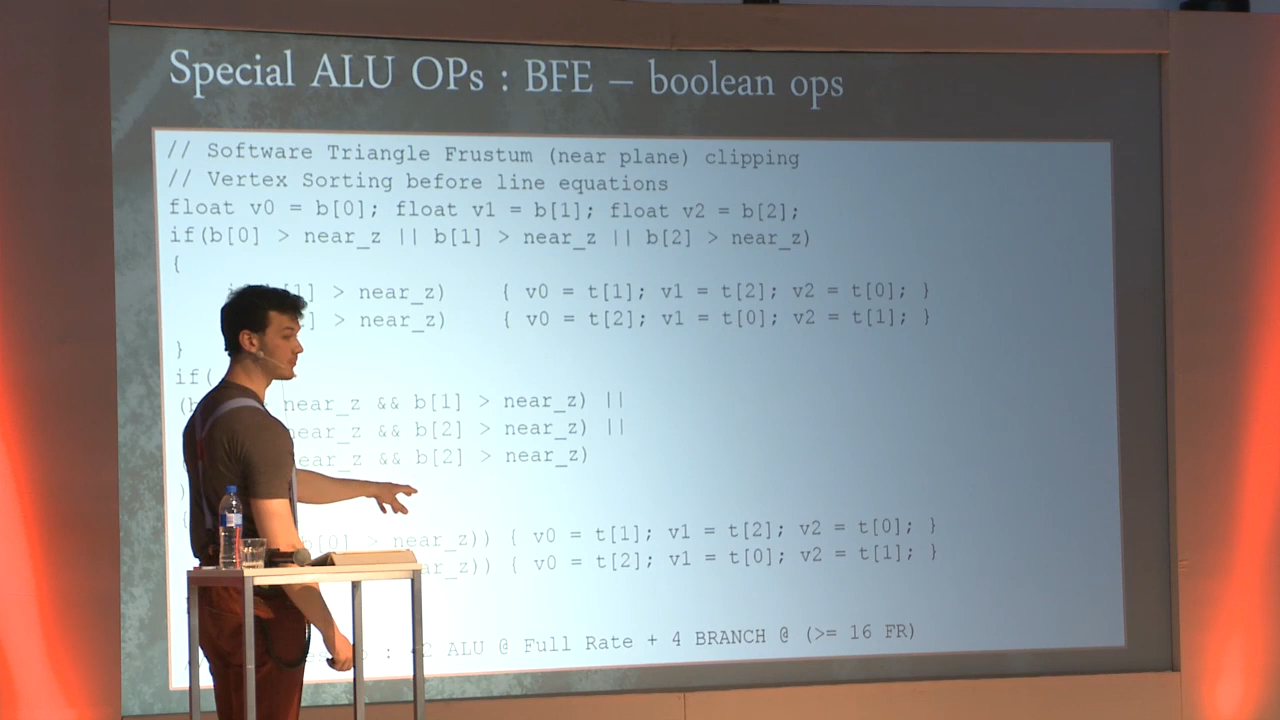 Special ALU OPs : BFE – boolean ops
// Software Triangle Frustum (near plane) clipping
// Vertex Sorting before line equations
float v0 = b[0]; float v1 = b[1]; float v2 = b[2];
if(b[0] > near_z || b[1] > near_z || b[2] > near_z)
{
[1] > near_z) { v0 = t[1]; v1 = t[2]; v2 = t[0]; }
] > near_z) { v0 = t[2]; v1 = t[0]; v2 = t[1]; }
}
if(
near_z && b[1] > near_z) ||
near_z && b[2] > near_z) ||
near_z && b[2] > near_z)
)
{
b[0] > near_z)) { v0 = t[1]; v1 = t[2]; v2 = t[0]; }
near_z)) { v0 = t[2]; v1 = t[0]; v2 = t[1]; }
: ALU @ Full Rate + 4 BRANCH @ (>= 16 FR)